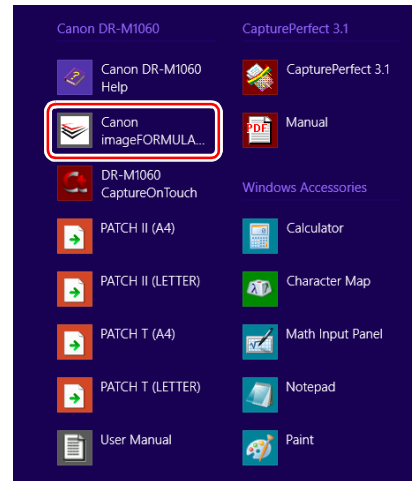 Canon DR-M1060
Canon DR-M1060
Help
Canon
imageFORMULA...
DR-M1060
CaptureOnTouch
PATCH II (A4)
PATCH II (LETTER)
PATCH T (A4)
PATCH T (LETTER)
User Manual
CapturePerfect 3.1
CapturePerfect 3.1
PDF
Manual
Windows Accessories
Calculator
Character Map
Math Input Panel
Notepad
Paint